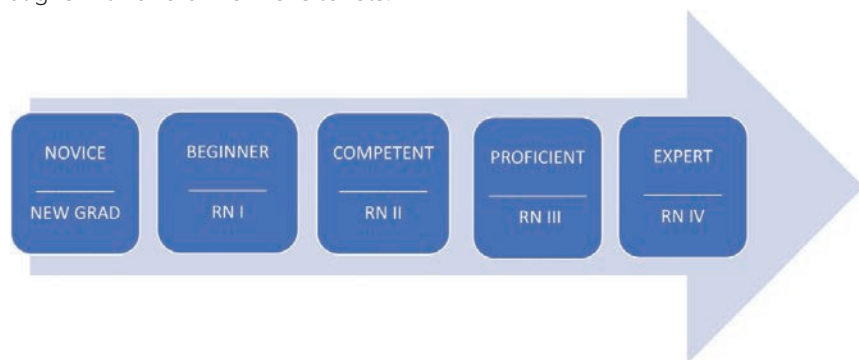 NOVICE
NEW GRAD
BEGINNER
RN I
COMPETENT
RN II
PROFICIENT
RN III
EXPERT
RN IV